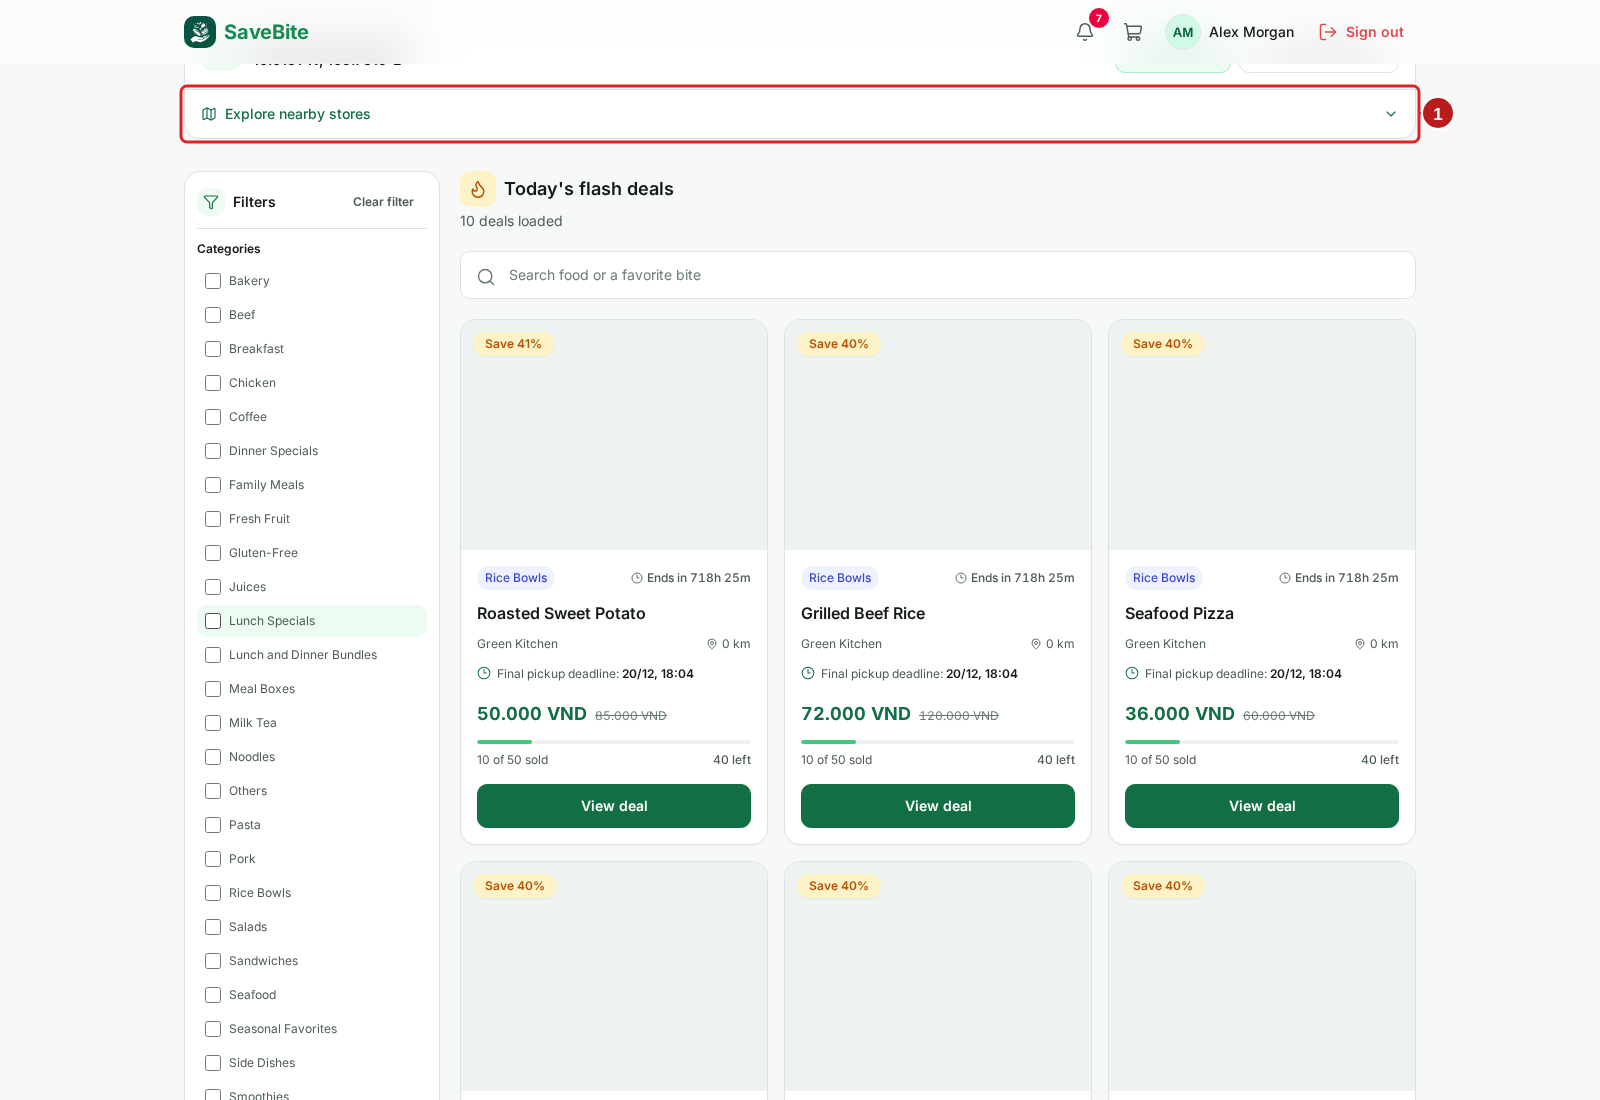 SaveBite
7
AM
Alex Morgan
Sign out
Explore nearby stores
1
Filters
Clear filter
Categories
Bakery
Beef
Breakfast
Chicken
Coffee
Dinner Specials
Family Meals
Fresh Fruit
Gluten-Free
Juices
Lunch Specials
Lunch and Dinner Bundles
Meal Boxes
Milk Tea
Noodles
Others
Pasta
Pork
Rice Bowls
Salads
Sandwiches
Seafood
Seasonal Favorites
Side Dishes
Smoothies
Today's flash deals
10 deals loaded
Search food or a favorite bite
Save 41%
Rice Bowls
Ends in 718h 25m
Roasted Sweet Potato
Green Kitchen
0 km
Final pickup deadline: 20/12, 18:04
50.000 VND 85.000 VND
10 of 50 sold
40 left
View deal
Save 40%
Rice Bowls
Ends in 718h 25m
Grilled Beef Rice
Green Kitchen
0 km
Final pickup deadline: 20/12, 18:04
72.000 VND 120.000 VND
10 of 50 sold
40 left
View deal
Save 40%
Rice Bowls
Ends in 718h 25m
Seafood Pizza
Green Kitchen
0 km
Final pickup deadline: 20/12, 18:04
36.000 VND 60.000 VND
10 of 50 sold
40 left
View deal
Save 40%
Save 40%
Save 40%